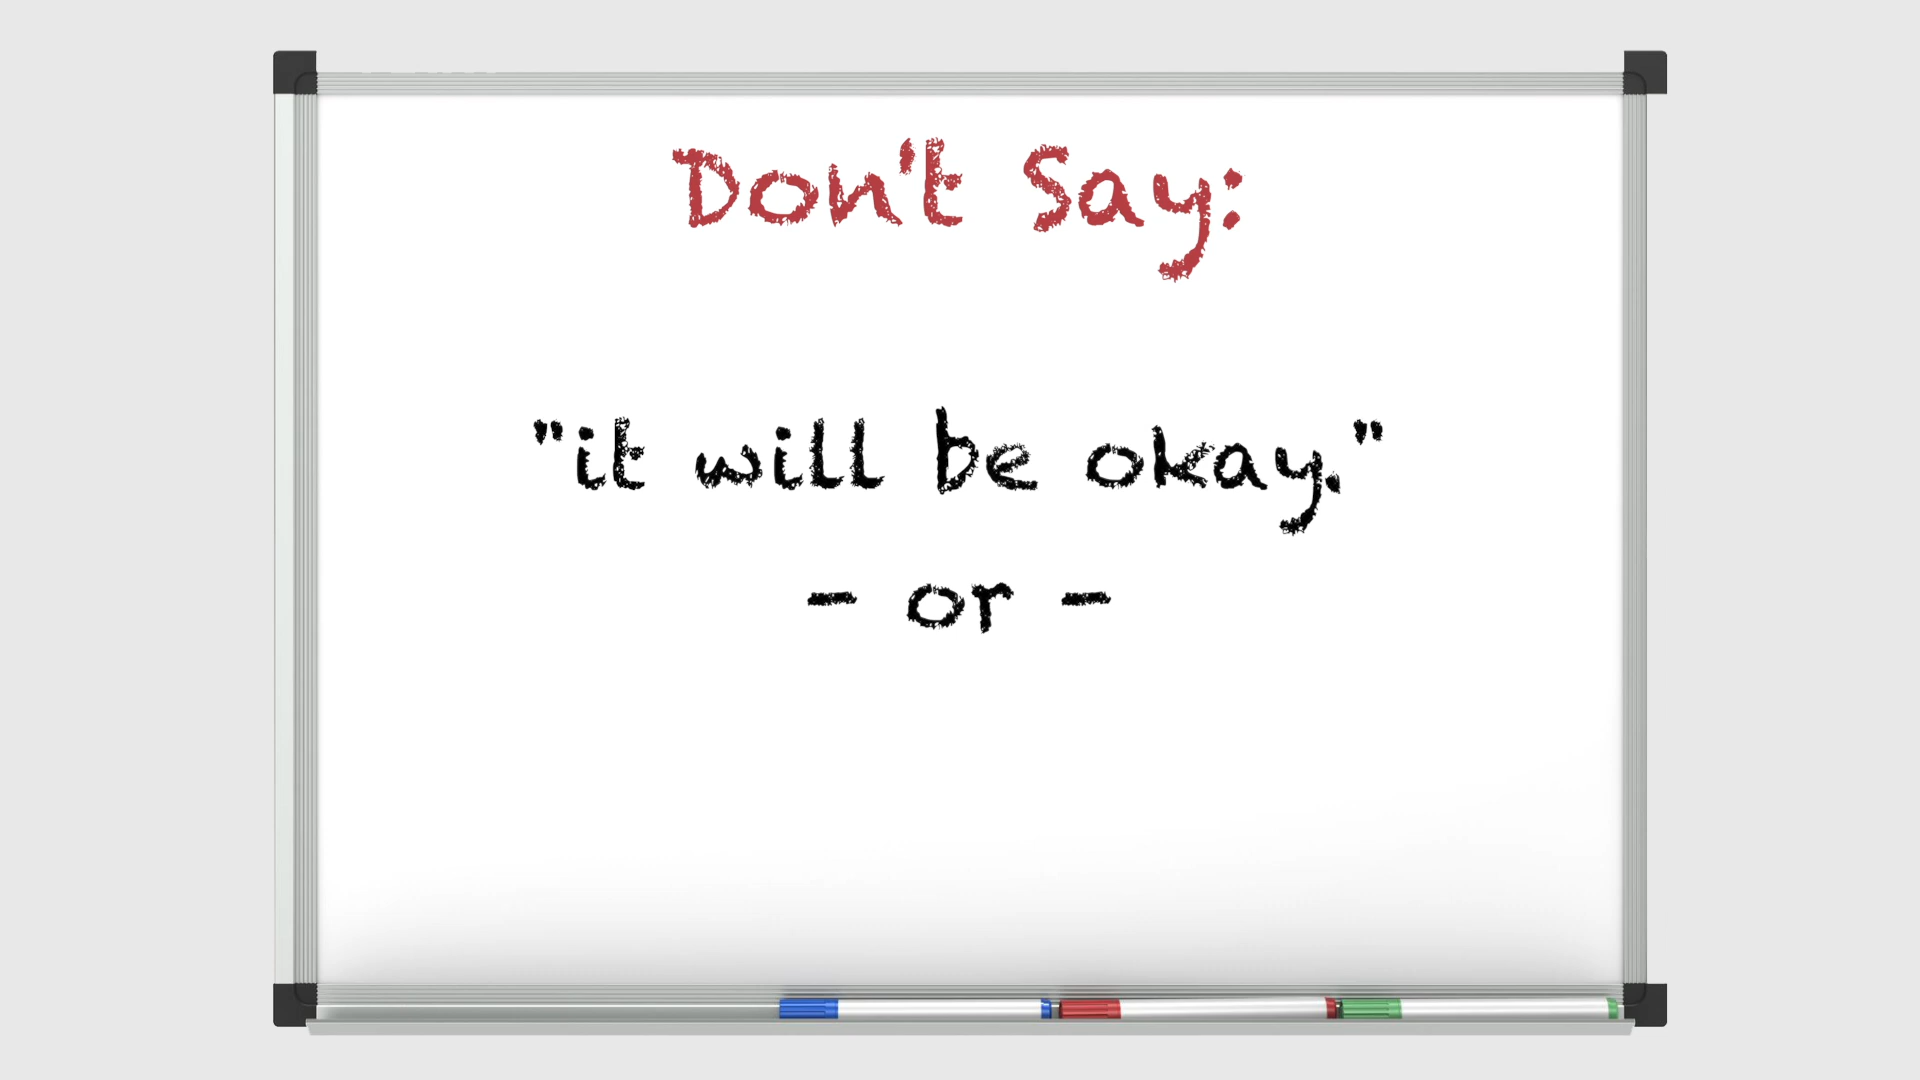 Don't Say:
"it will be okay."
- or -